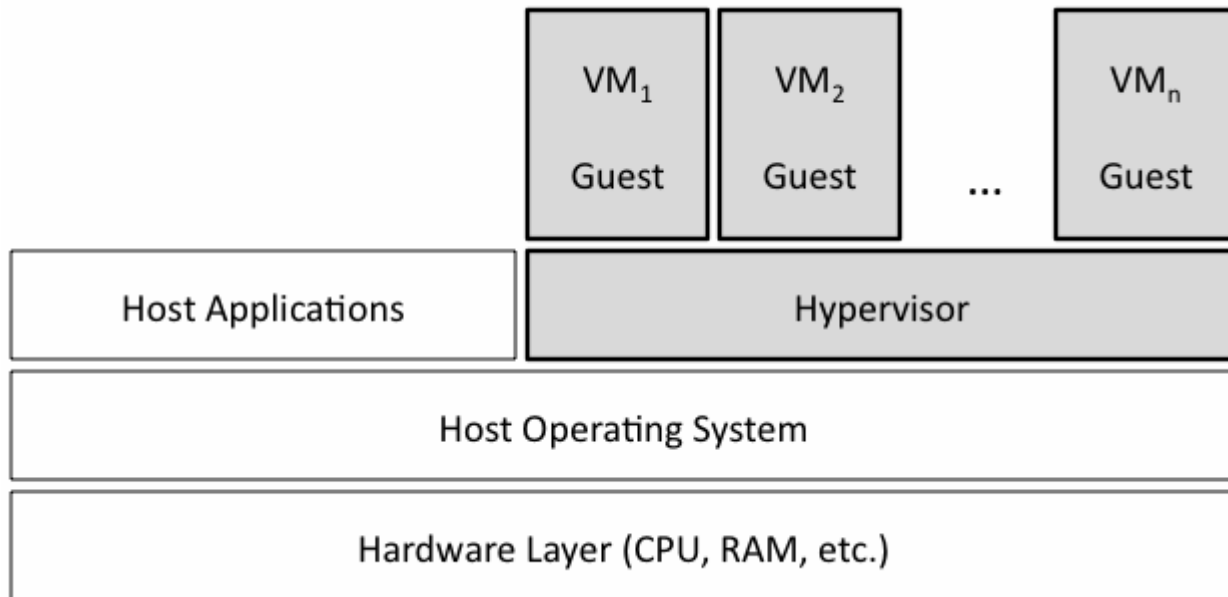 VM₁
Guest
VM₂
Guest
...
VMₙ
Guest
Host Applications
Hypervisor
Host Operating System
Hardware Layer (CPU, RAM, etc.)